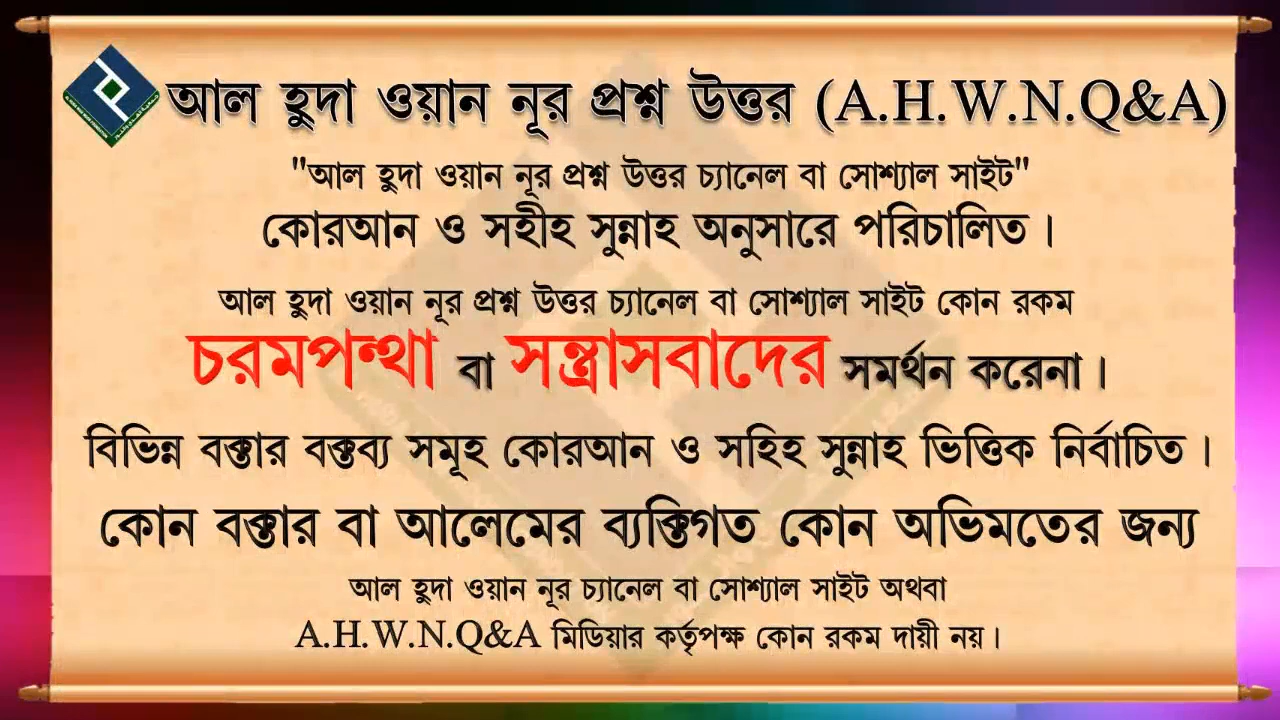 আল হুদা ওয়ান নূর প্রশ্ন উত্তর (A.H.W.N.Q&A)
"আল হুদা ওয়ান নূর প্রশ্ন উত্তর চ্যানেল বা সোশ্যাল সাইট"
কোরআন ও সহীহ সুন্নাহ অনুসারে পরিচালিত।
আল হুদা ওয়ান নূর প্রশ্ন উত্তর চ্যানেল বা সোশ্যাল সাইট কোন রকম
চরমপন্থা বা সন্ত্রাসবাদের সমর্থন করেনা।
বিভিন্ন বক্তার বক্তব্য সমূহ কোরআন ও সহিহ সুন্নাহ ভিত্তিক নির্বাচিত।
কোন বক্তার বা আলেমের ব্যক্তিগত কোন অভিমতের জন্য
আল হুদা ওয়ান নূর চ্যানেল বা সোশ্যাল সাইট অথবা
A.H.W.N.Q&A মিডিয়ার কর্তৃপক্ষ কোন রকম দায়ী নয়।